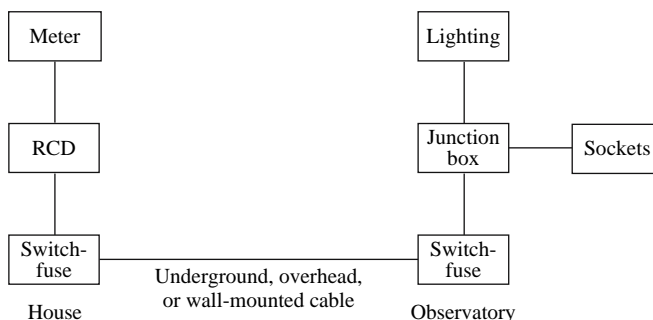 Meter
Lighting
RCD
Junction
box
Sockets
Switch-
fuse
Switch-
fuse
Underground, overhead,
or wall-mounted cable
House
Observatory